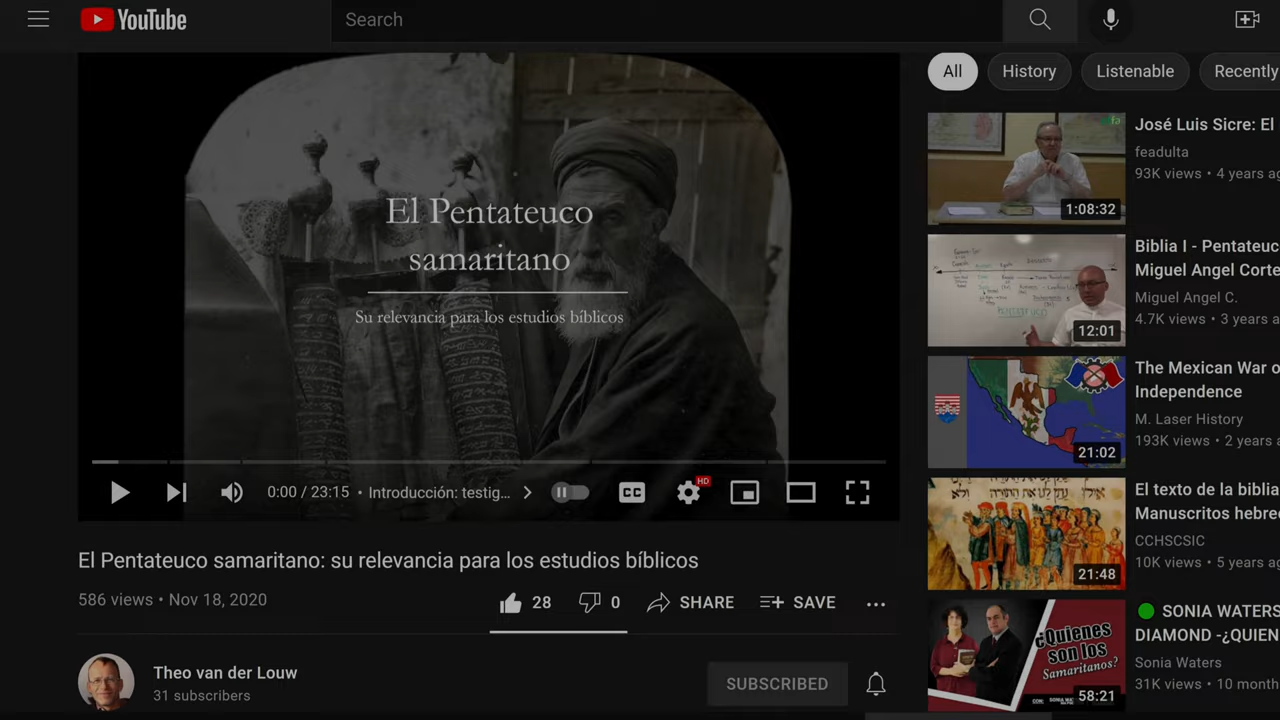 YouTube
Search
El Pentateuco
samaritano
Su relevancia para los estudios bíblicos
0:00 / 23:15 • Introducción: testig...
CC
HD
El Pentateuco samaritano: su relevancia para los estudios bíblicos
586 views • Nov 18, 2020
28
0
SHARE
SAVE
Theo van der Louw
31 subscribers
SUBSCRIBED
All
History
Listenable
Recently
José Luis Sicre: El
feadulta
93K views • 4 years a
1:08:32
Biblia I - Pentateuc
Miguel Angel Corte
Miguel Angel C.
4.7K views • 3 years a
12:01
The Mexican War o
Independence
M. Laser History
193K views • 2 years a
21:02
El texto de la biblia
Manuscritos hebre
CCHSCSIC
10K views • 5 years a
21:48
SONIA WATERS
DIAMOND -¿QUIEN
Sonia Waters
31K views • 10 month
¿Quienes
son los
Samaritanos?
58:21